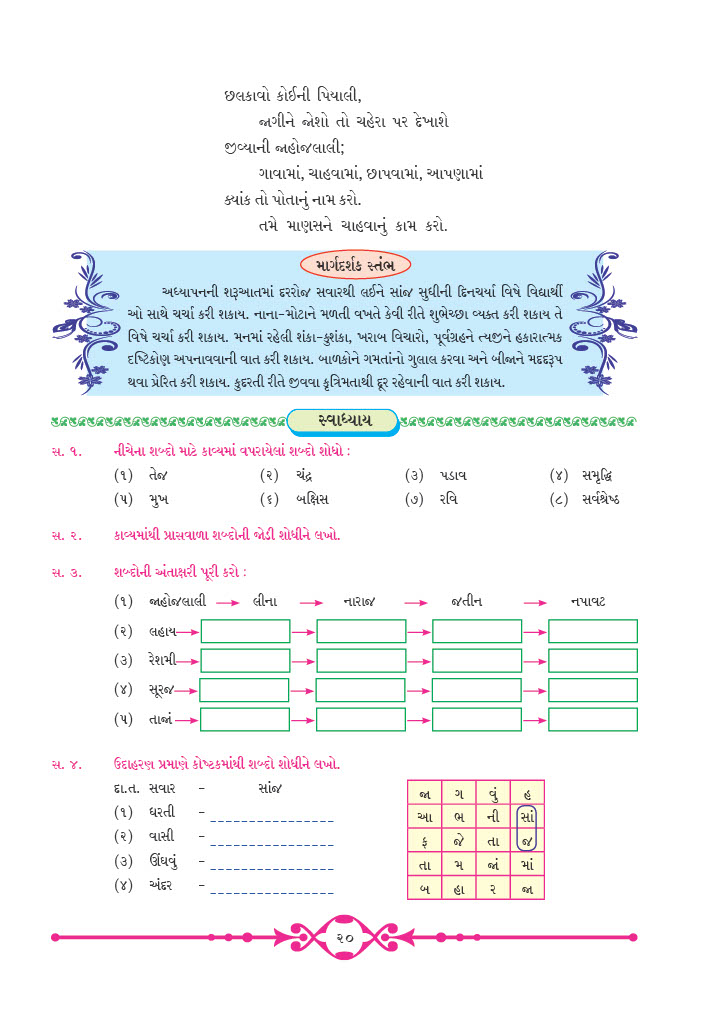 છલકાવો કોઈની પિયાલી,
જાગીને જોશો તો ચહેરા પર દેખાશે
જીવ્યાની જાહોજલાલી;
ગાવામાં, ચાહવામાં, છાપવામાં, આપણામાં
ક્યાંક તો પોતાનું નામ કરો.
તમે માણસને ચાહવાનું કામ કરો.
માર્ગદર્શક સ્તંભ
અધ્યાપનની શરૂઆતમાં દરરોજ સવારથી લઈને સાંજ સુધીની દિનચર્યા વિષે વિદ્યાર્થી
ઓ સાથે ચર્ચા કરી શકાય. નાના-મોટાને મળતી વખતે કેવી રીતે શુભેચ્છા વ્યક્ત કરી શકાય તે
વિષે ચર્ચા કરી શકાય. મનમાં રહેલી શંકા-કુશંકા, ખરાબ વિચારો, પૂર્વગ્રહને ત્યજીને હકારાત્મક
દષ્ટિકોણ અપનાવવાની વાત કરી શકાય. બાળકોને ગમતાંનો ગુલાલ કરવા અને બીજાને મદદરૂપ
થવા પ્રેરિત કરી શકાય. કુદરતી રીતે જીવવા કૃત્રિમતાથી દૂર રહેવાની વાત કરી શકાય.
સ્વાધ્યાય
સ. ૧. નીચેના શબ્દો માટે કાવ્યમાં વપરાયેલાં શબ્દો શોધો :
(૧) તેજ (૨) ચંદ્ર (૩) પડાવ (૪) સમૃદ્ધિ
(૫) મુખ (૬) બક્ષિસ (૭) રવિ (૮) સર્વશ્રેષ્ઠ
સ. ૨. કાવ્યમાંથી પ્રાસવાળા શબ્દોની જોડી શોધીને લખો.
સ. ૩. શબ્દોની અંતાક્ષરી પૂરી કરો :
(૧) જાહોજલાલી → લીના → નારાજ → જતીન → નપાવટ
(૨) લહાય → → → →
(૩) રેશમી → → → →
(૪) સૂરજ → → → →
(૫) તાજાં → → → →
સ. ૪. ઉદાહરણ પ્રમાણે કોષ્ટકમાંથી શબ્દો શોધીને લખો.
દા.ત. સવાર - સાંજ
(૧) ધરતી - _ _ _ _ _ _ _ _ _ _ _ _ _
(૨) વાસી - _ _ _ _ _ _ _ _ _ _ _ _ _
(૩) ઊંઘવું - _ _ _ _ _ _ _ _ _ _ _ _ _
(૪) અંદર - _ _ _ _ _ _ _ _ _ _ _ _ _
જા ગ વું હ
આ ભ ની સાં
ફ જે તા જ
તા મ જાં માં
બ હા ર જા
૨૦